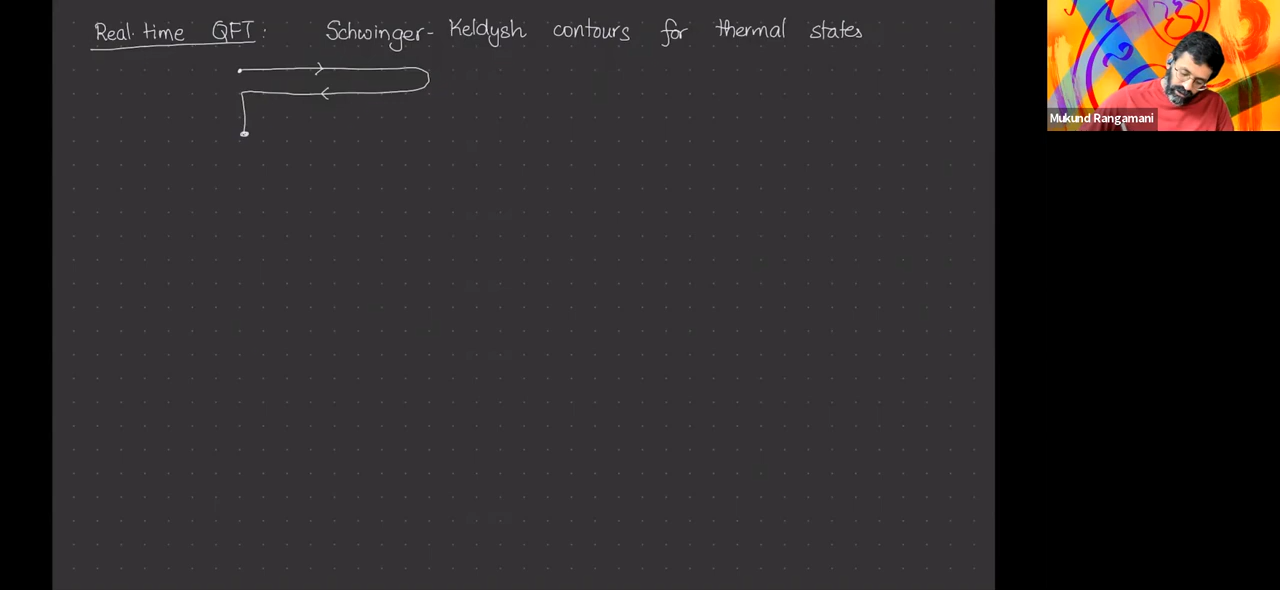 Real-time QFT: Schwinger-Keldysh contours for thermal states
Mukund Rangamani